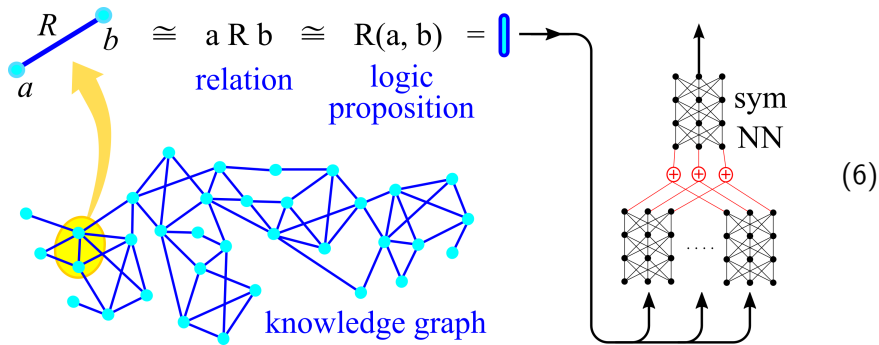 R
a
b
≅ a R b ≅ R(a, b) =
relation
logic
proposition
sym
NN
⊕ ⊕ ⊕
(6)
· · · ·
knowledge graph